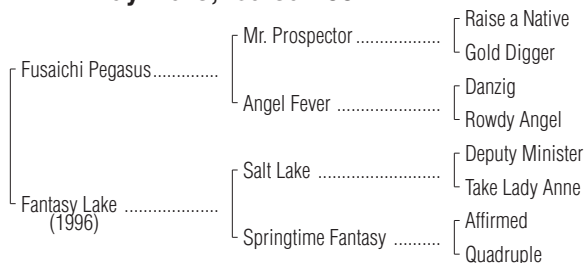 Fusaichi Pegasus..............
Fantasy Lake ....................
(1996)
Mr. Prospector ...................
Angel Fever .......................
Salt Lake ...........................
Springtime Fantasy ..........
Raise a Native
Gold Digger
Danzig
Rowdy Angel
Deputy Minister
Take Lady Anne
Affirmed
Quadruple